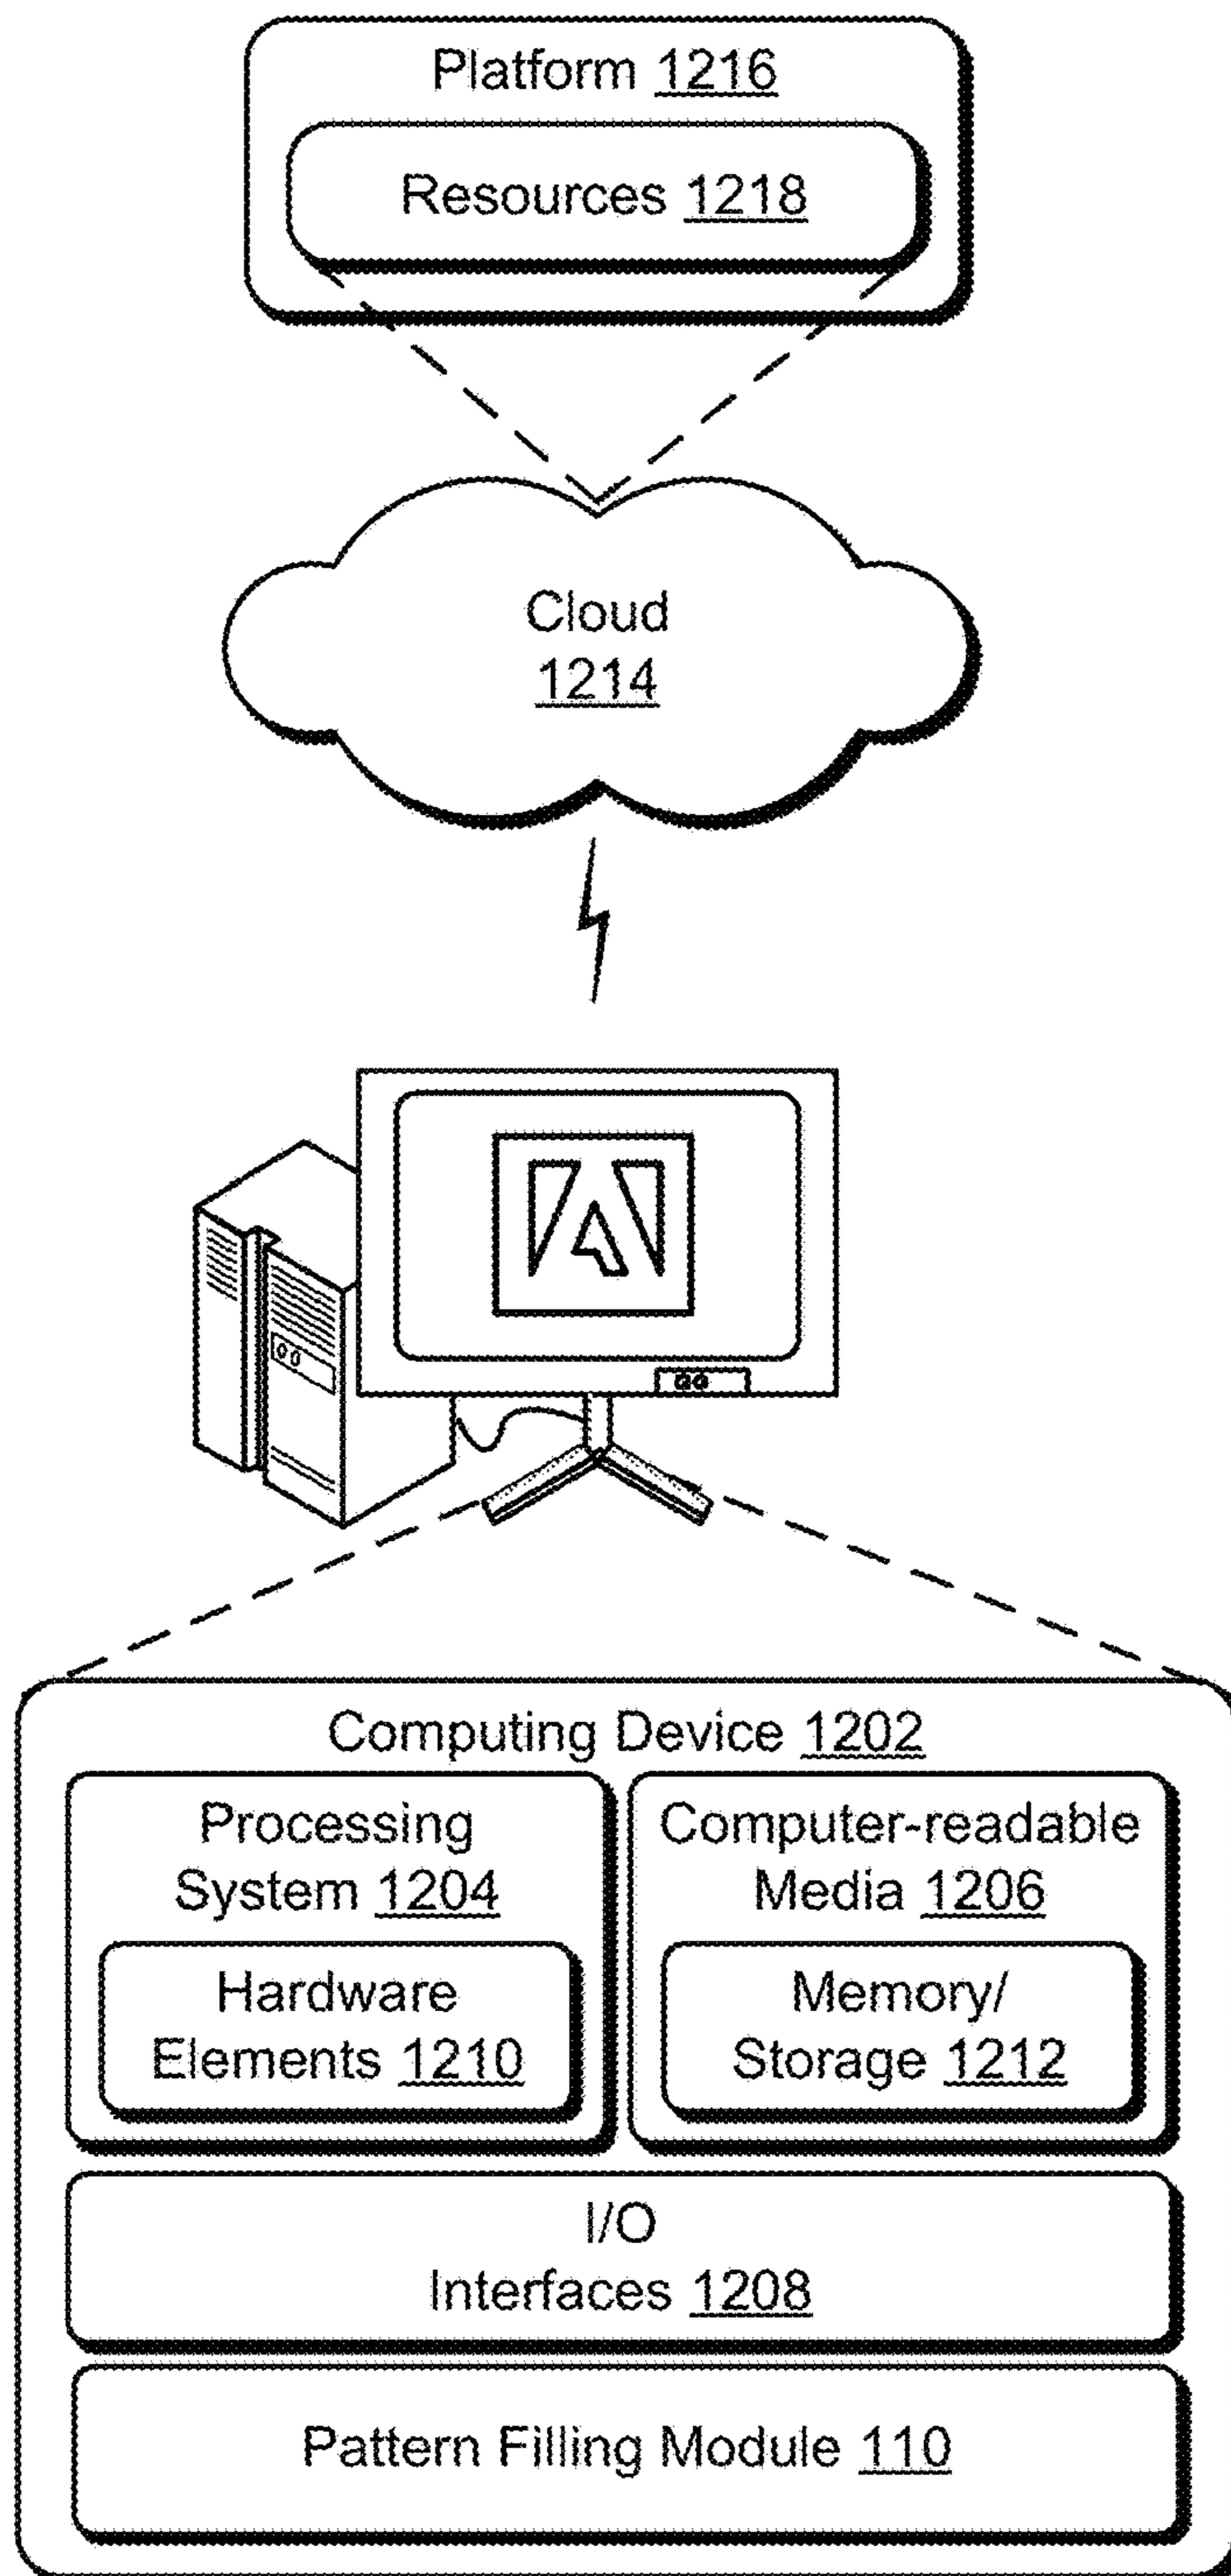 Platform 1216
Resources 1218
Cloud
1214
Computing Device 1202
Processing
System 1204
Hardware
Elements 1210
Computer-readable
Media 1206
Memory/
Storage 1212
I/O
Interfaces 1208
Pattern Filling Module 110